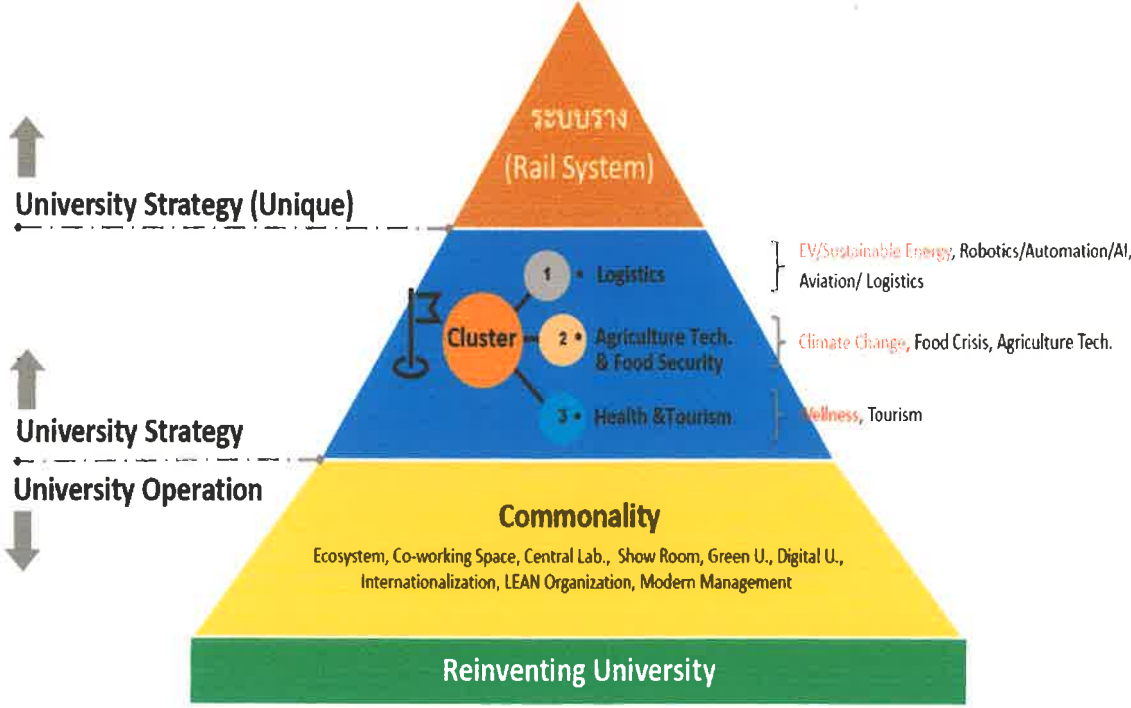 ระบบราง
(Rail System)
University Strategy (Unique)
1 • Logistics
EV/Sustainable Energy, Robotics/Automation/AI,
Aviation/ Logistics
Cluster
2 • Agriculture Tech.
& Food Security
Climate Change, Food Crisis, Agriculture Tech.
3 • Health &Tourism
Wellness, Tourism
University Strategy
University Operation
Commonality
Ecosystem, Co-working Space, Central Lab., Show Room, Green U., Digital U.,
Internationalization, LEAN Organization, Modern Management
Reinventing University